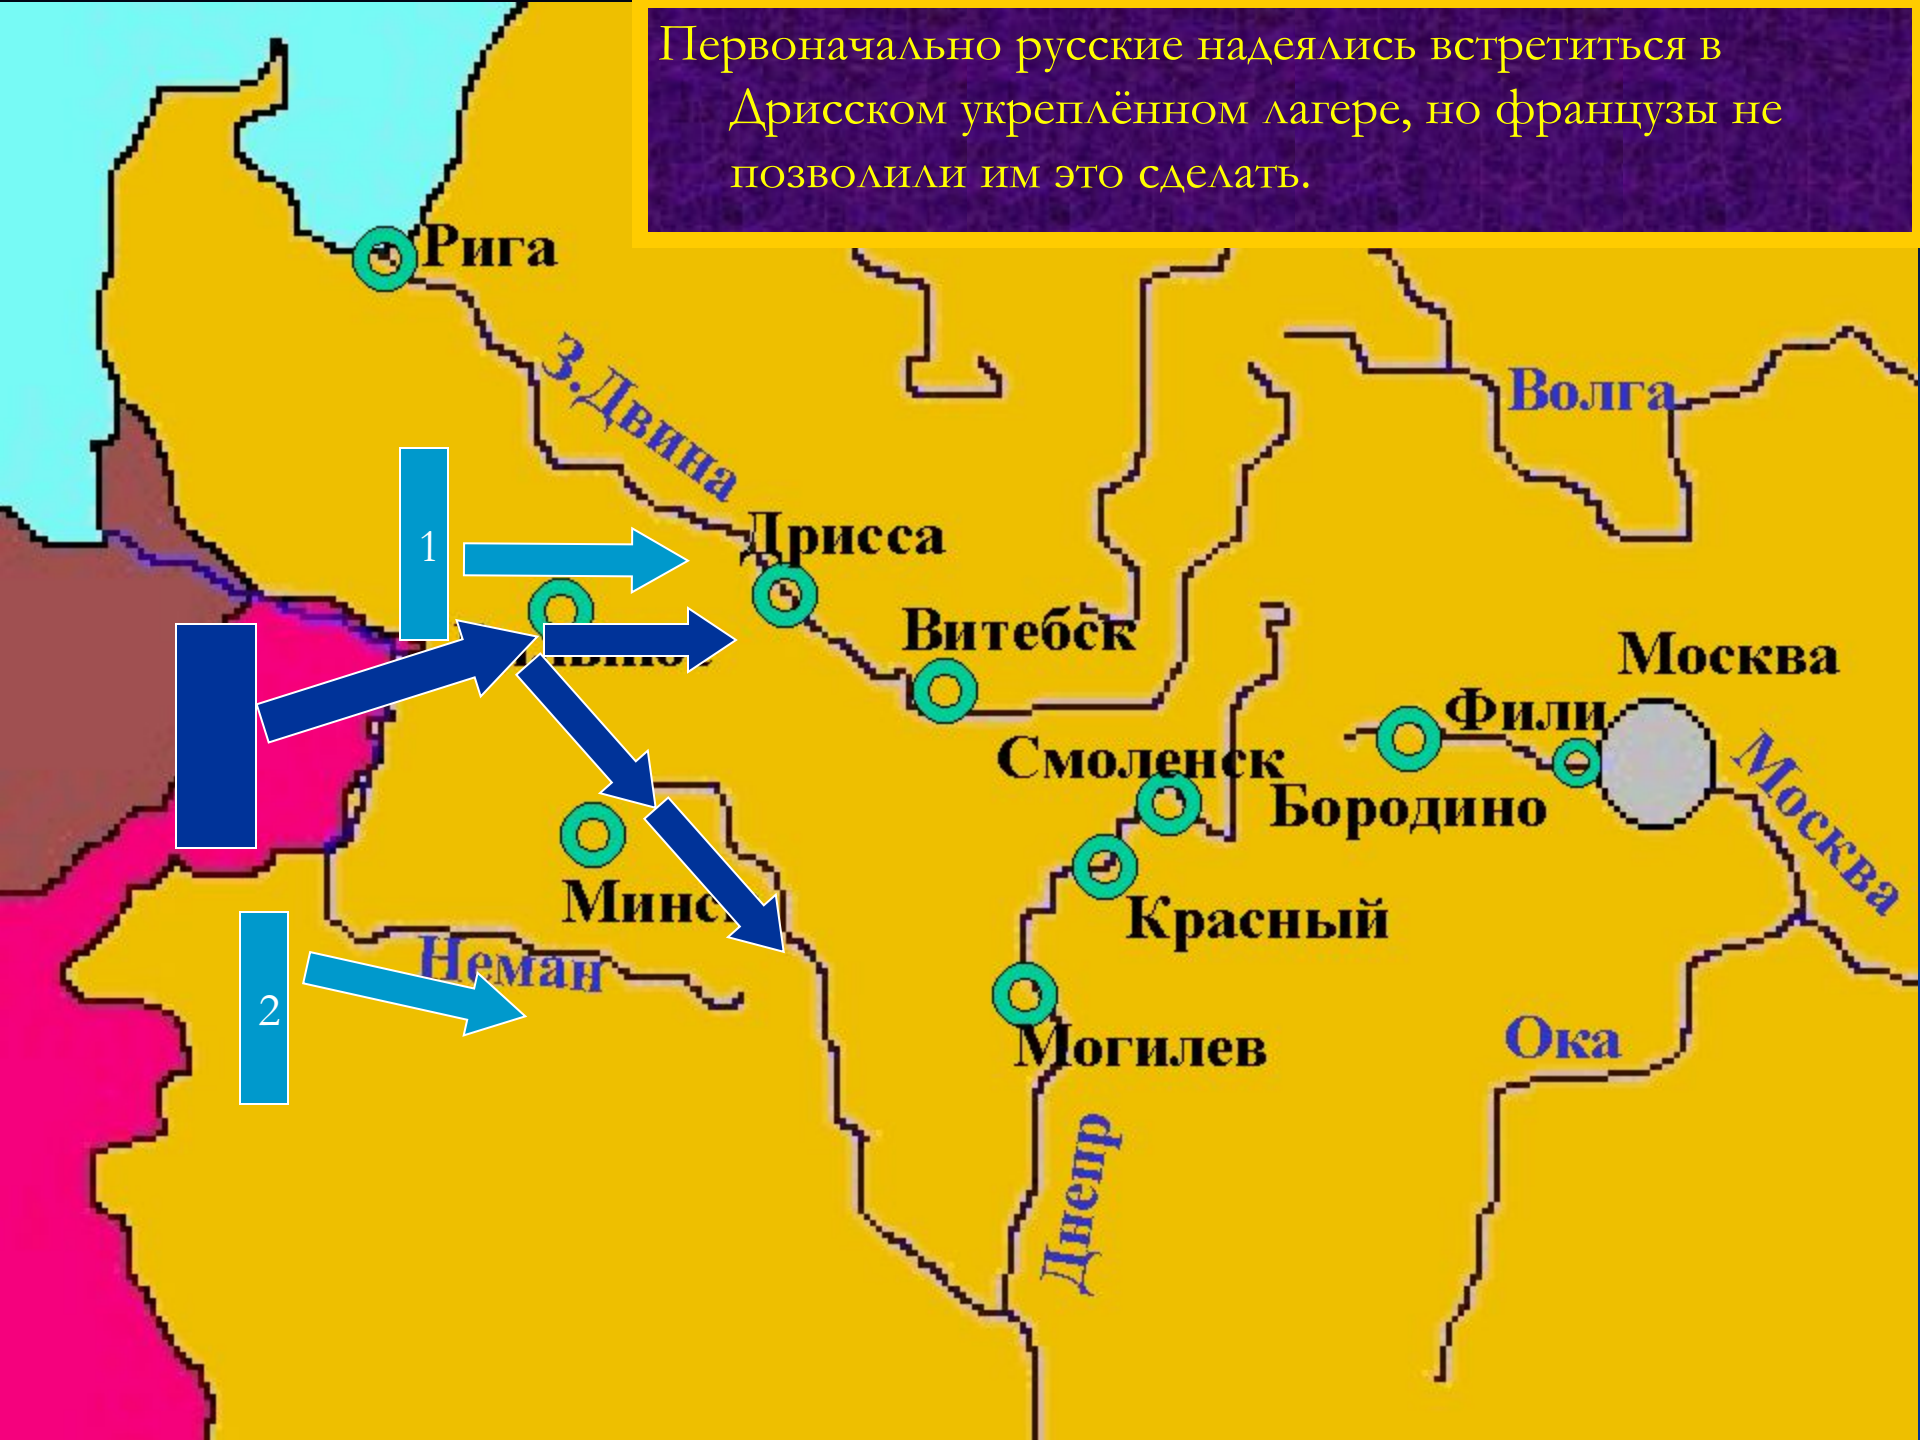 Первоначально русские надеялись встретиться в
Дрисском укреплённом лагере, но французы не
позволили им это сделать.
Рига
З.Двина
Волга
1
Дрисса
Витебск
Москва
Фили
Смоленск
Бородино
Москва
Красный
Неман
2
Могилев
Ока
Днепр